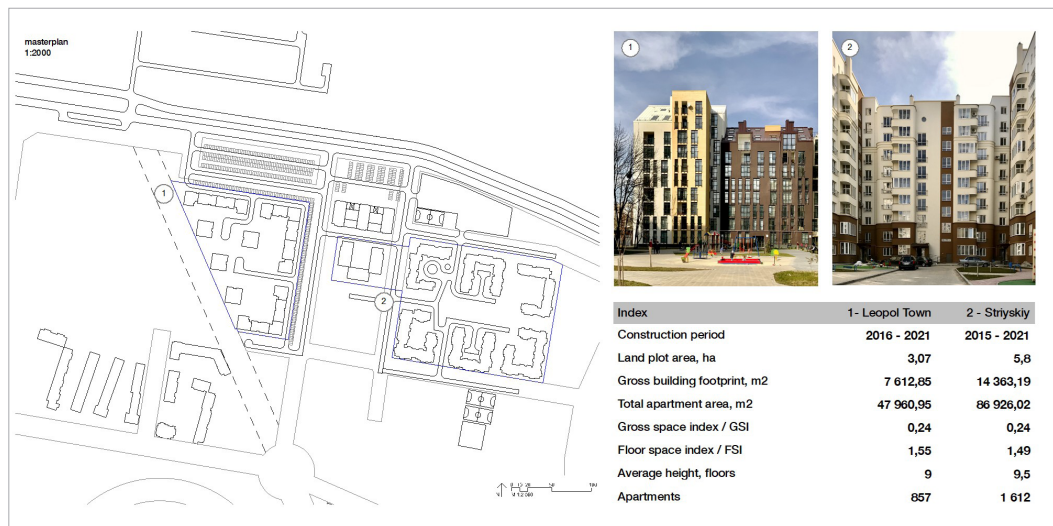 masterplan
1:2000
1
2
1
2
Index 1- Leopol Town 2 - Striyskiy
Construction period 2016 - 2021 2015 - 2021
Land plot area, ha 3,07 5,8
Gross building footprint, m2 7 612,85 14 363,19
Total apartment area, m2 47 960,95 86 926,02
Gross space index / GSI 0,24 0,24
Floor space index / FSI 1,55 1,49
Average height, floors 9 9,5
Apartments 857 1 612